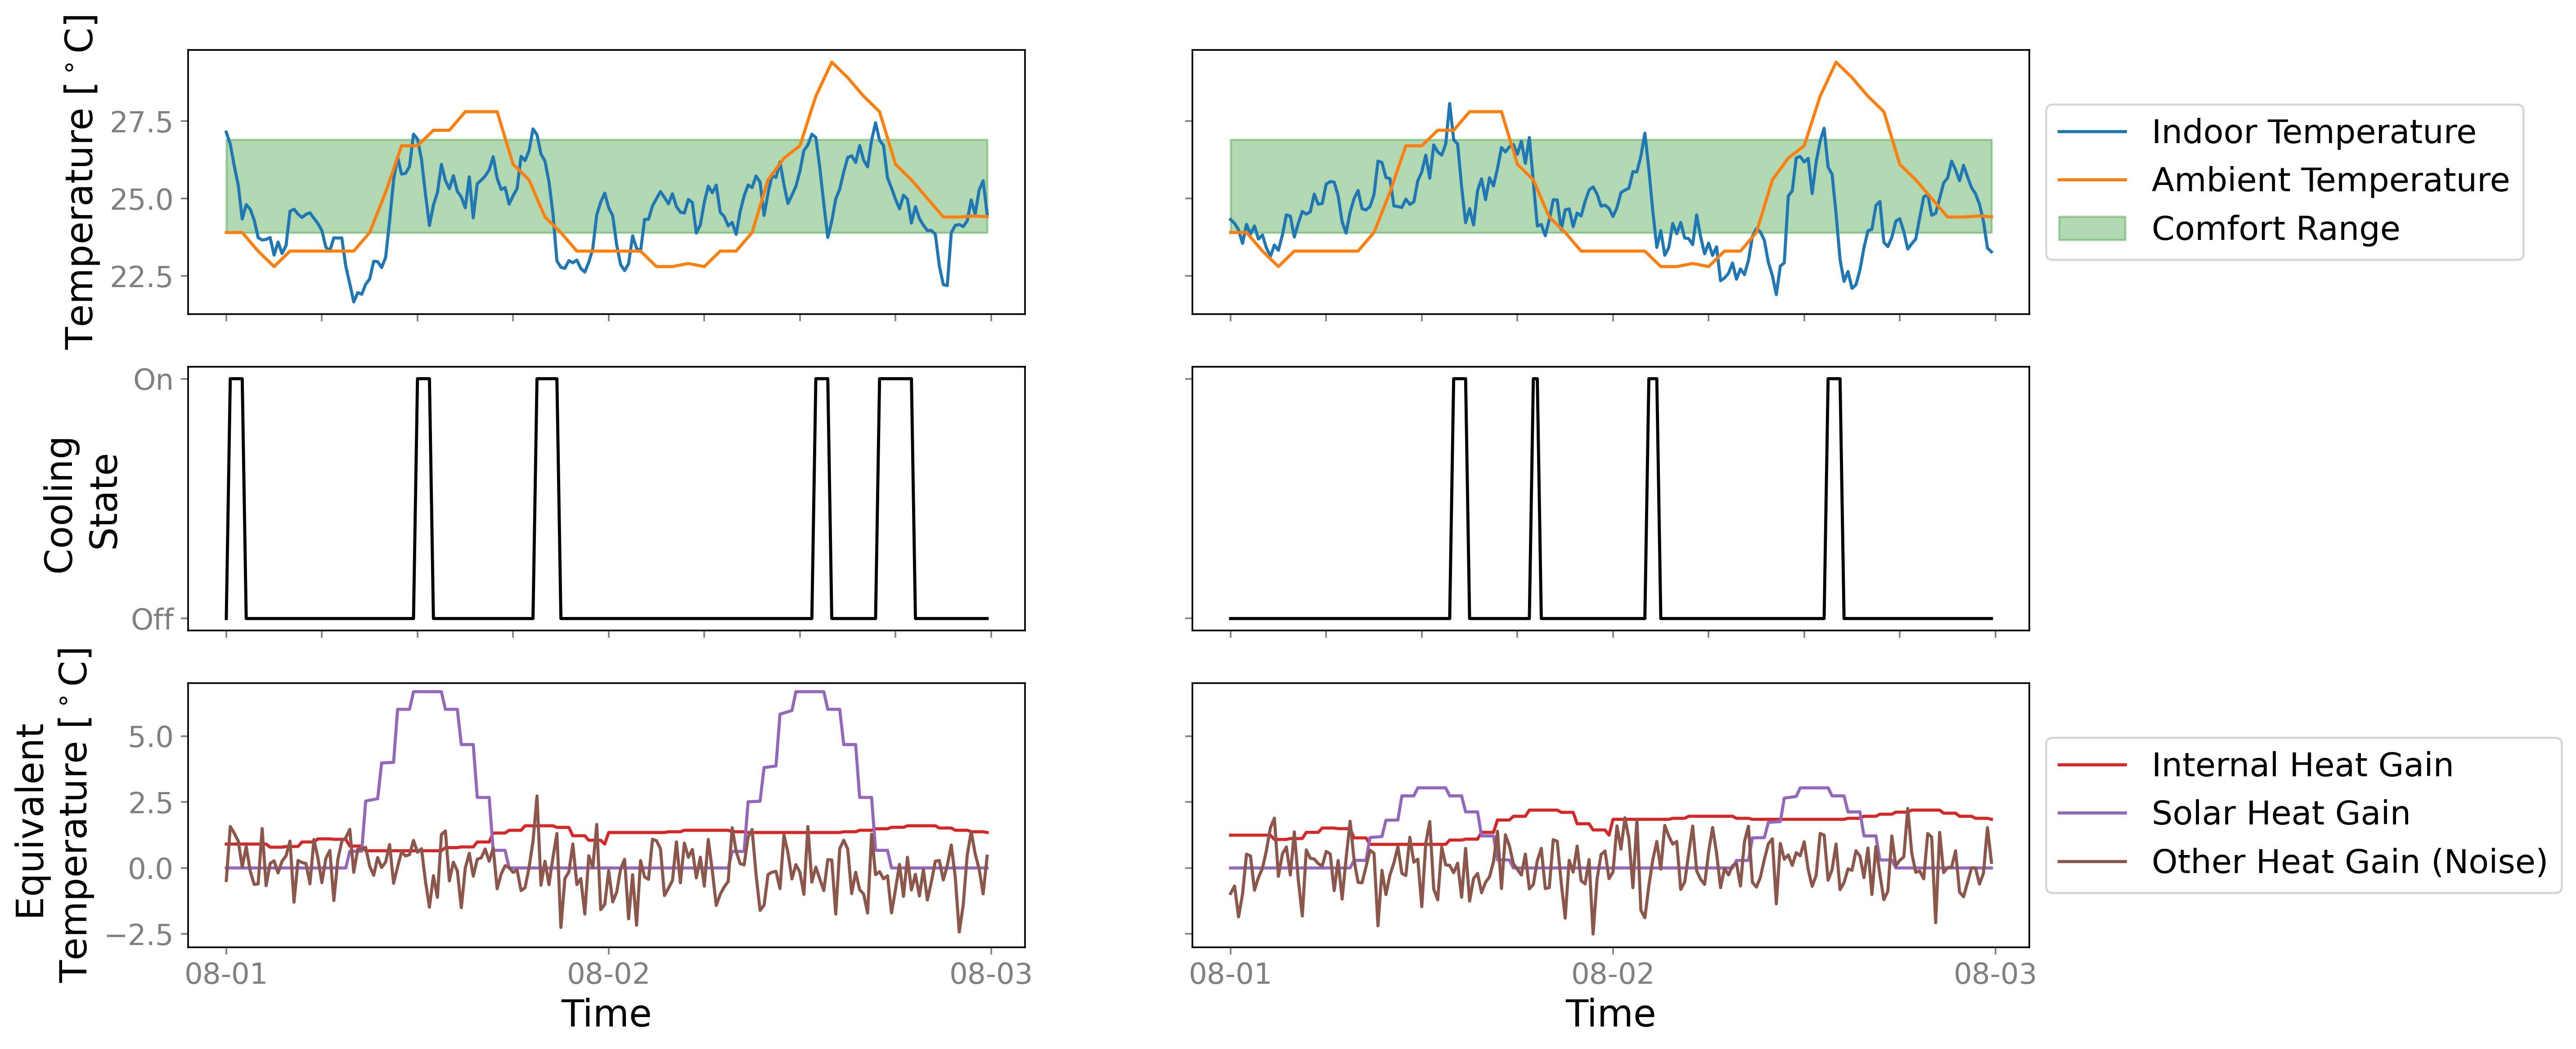 Temperature [°C]
27.5
25.0
22.5
Indoor Temperature
Ambient Temperature
Comfort Range
Cooling
State
On
Off
Equivalent
Temperature [°C]
5.0
2.5
0.0
−2.5
Internal Heat Gain
Solar Heat Gain
Other Heat Gain (Noise)
08-01 08-02 08-03
Time
08-01 08-02 08-03
Time